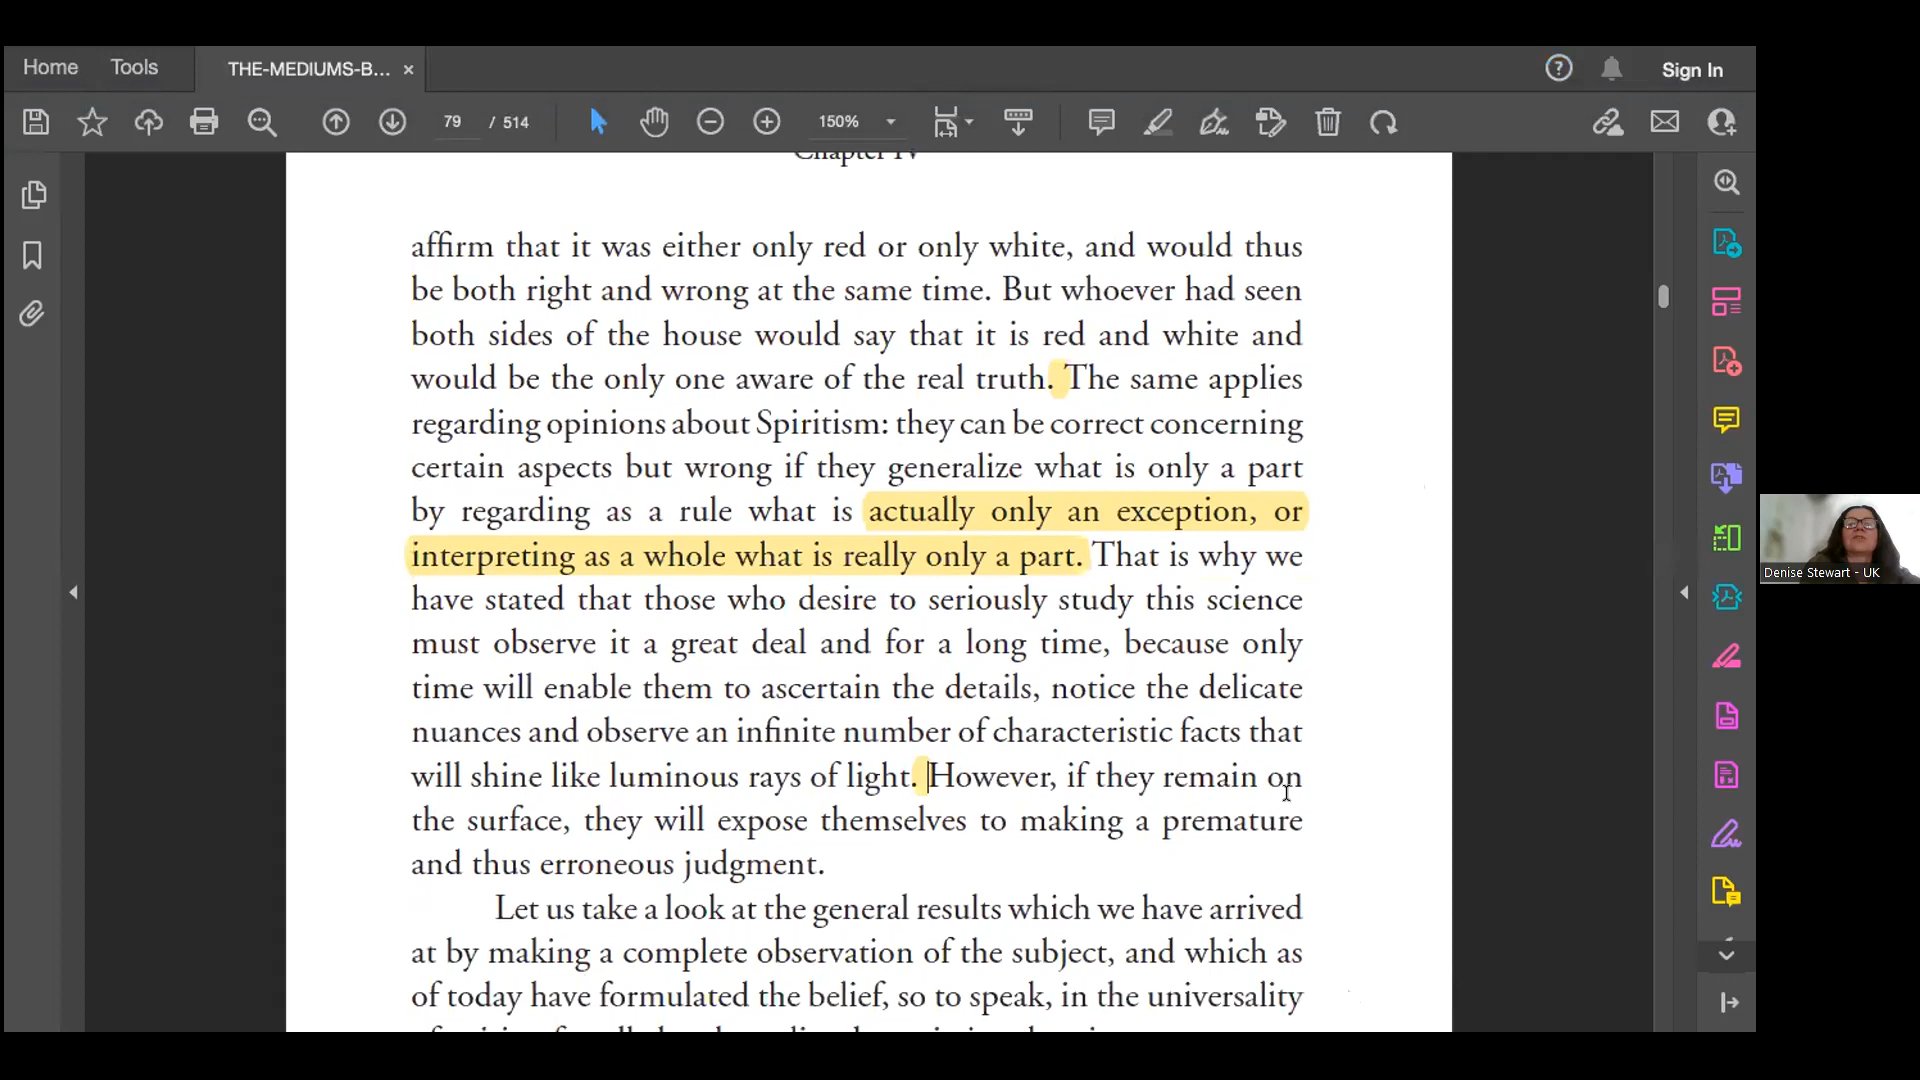 Home Tools THE-MEDIUMS-B... × Sign In
79 / 514 150%
Chapter IV
affirm that it was either only red or only white, and would thus
be both right and wrong at the same time. But whoever had seen
both sides of the house would say that it is red and white and
would be the only one aware of the real truth. The same applies
regarding opinions about Spiritism: they can be correct concerning
certain aspects but wrong if they generalize what is only a part
by regarding as a rule what is actually only an exception, or
interpreting as a whole what is really only a part. That is why we
have stated that those who desire to seriously study this science
must observe it a great deal and for a long time, because only
time will enable them to ascertain the details, notice the delicate
nuances and observe an infinite number of characteristic facts that
will shine like luminous rays of light. However, if they remain on
the surface, they will expose themselves to making a premature
and thus erroneous judgment.
Let us take a look at the general results which we have arrived
at by making a complete observation of the subject, and which as
of today have formulated the belief, so to speak, in the universality
Denise Stewart - UK